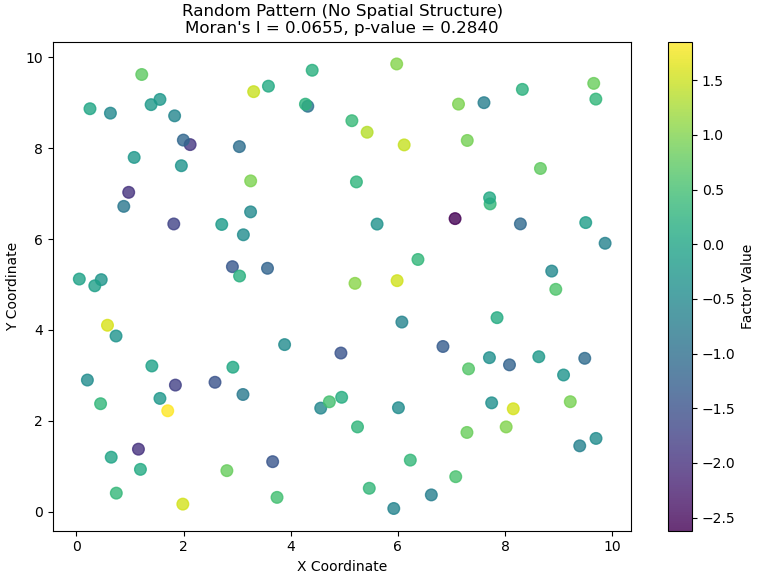 Random Pattern (No Spatial Structure)
Moran's I = 0.0655, p-value = 0.2840
Y Coordinate
10
8
6
4
2
0
0 2 4 6 8 10
X Coordinate
1.5
1.0
0.5
0.0
−0.5
−1.0
−1.5
−2.0
−2.5
Factor Value